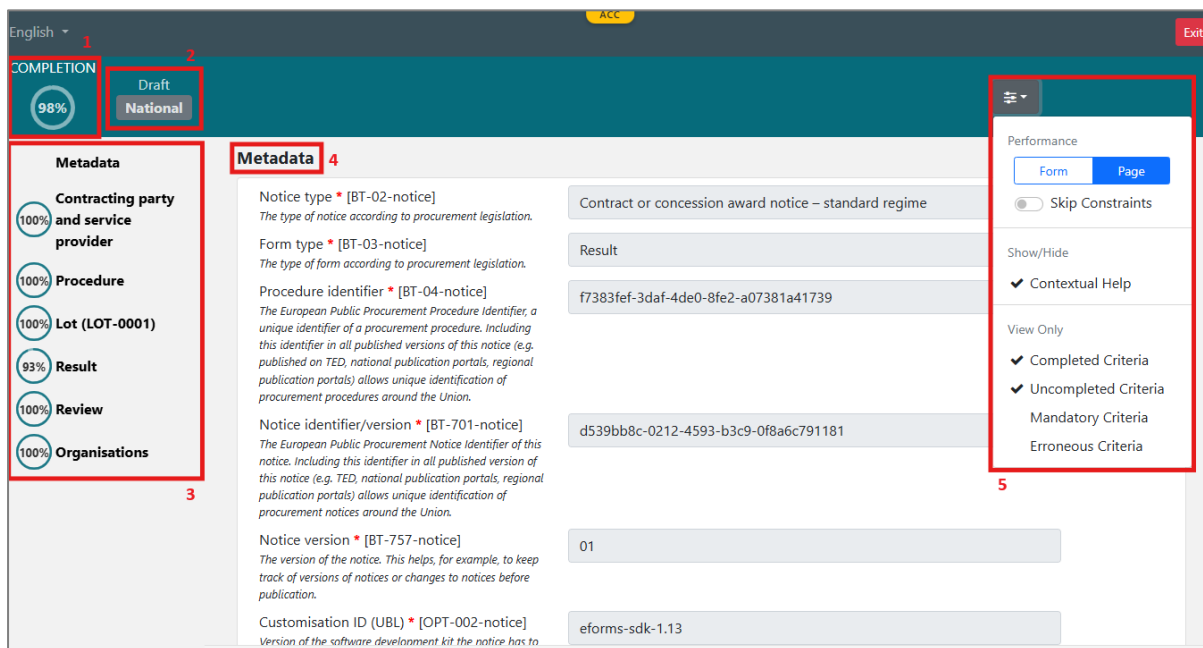 English
ACC
Exit
1
COMPLETION
98%
2
Draft
National
Metadata
100%
Contracting party
and service
provider
100%
Procedure
100%
Lot (LOT-0001)
93%
Result
100%
Review
100%
Organisations
3
Metadata
4
Notice type * [BT-02-notice]
The type of notice according to procurement legislation.
Contract or concession award notice – standard regime
Form type * [BT-03-notice]
The type of form according to procurement legislation.
Result
Procedure identifier * [BT-04-notice]
The European Public Procurement Procedure Identifier, a
unique identifier of a procurement procedure. Including
this identifier in all published versions of this notice (e.g.
published on TED, national publication portals, regional
publication portals) allows unique identification of
procurement procedures around the Union.
f7383fef-3daf-4de0-8fe2-a07381a41739
Notice identifier/version * [BT-701-notice]
The European Public Procurement Notice Identifier of this
notice. Including this identifier in all published version of
this notice (e.g. TED, national publication portals, regional
publication portals) allows unique identification of
procurement notices around the Union.
d539bb8c-0212-4593-b3c9-0f8a6c791181
Notice version * [BT-757-notice]
The version of the notice. This helps, for example, to keep
track of versions of notices or changes to notices before
publication.
01
Customisation ID (UBL) * [OPT-002-notice]
Version of the software development kit the notice has to
eforms-sdk-1.13
Performance
Form
Page
Skip Constraints
Show/Hide
Contextual Help
View Only
Completed Criteria
Uncompleted Criteria
Mandatory Criteria
Erroneous Criteria
5